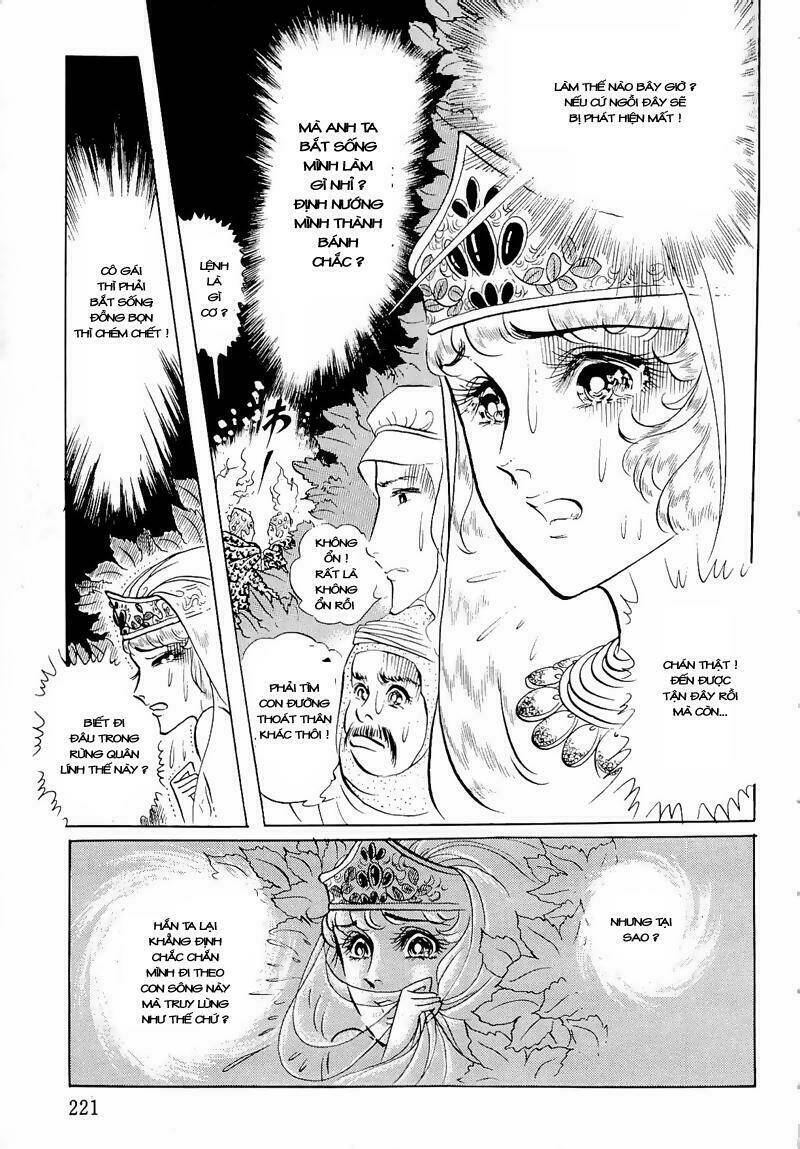 LÀM THẾ NÀO BÂY GIỜ ?
NẾU CỨ NGỒI ĐÂY SẼ
BỊ PHÁT HIỆN MẤT !
MÀ ANH TA
BẮT SỐNG
MÌNH LÀM
GÌ NHỈ ?
ĐỊNH NƯỚNG
MÌNH THÀNH
BÁNH
CHẮC ?
LỆNH
LÀ
GÌ
CƠ ?
CÔ GÁI
THÌ PHẢI
BẮT SỐNG
ĐỒNG BỌN
THÌ CHÉM CHẾT !
わー
KHÔNG
ỔN !
RẤT LÀ
KHÔNG
ỔN RỒI
PHẢI TÌM
CON ĐƯỜNG
THOÁT THÂN
KHÁC THÔI !
CHÁN THẬT !
ĐẾN ĐƯỢC
TẬN ĐÂY RỒI
MÀ CÒN...
BIẾT ĐI
ĐÂU TRONG
RỪNG QUÂN
LÍNH THẾ NÀY ?
NHƯNG TẠI
SAO ?
HẮN TA LẠI
KHẲNG ĐỊNH
CHẮC CHẮN
MÌNH ĐI THEO
CON SÔNG NÀY
MÀ TRUY LÙNG
NHƯ THẾ CHỨ ?
221